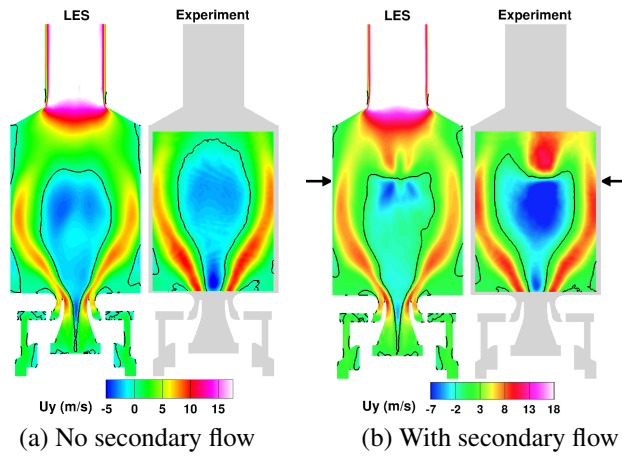 LES Experiment LES Experiment
Uy (m/s) -5 0 5 10 15 Uy (m/s) -7 -2 3 8 13 18
(a) No secondary flow (b) With secondary flow